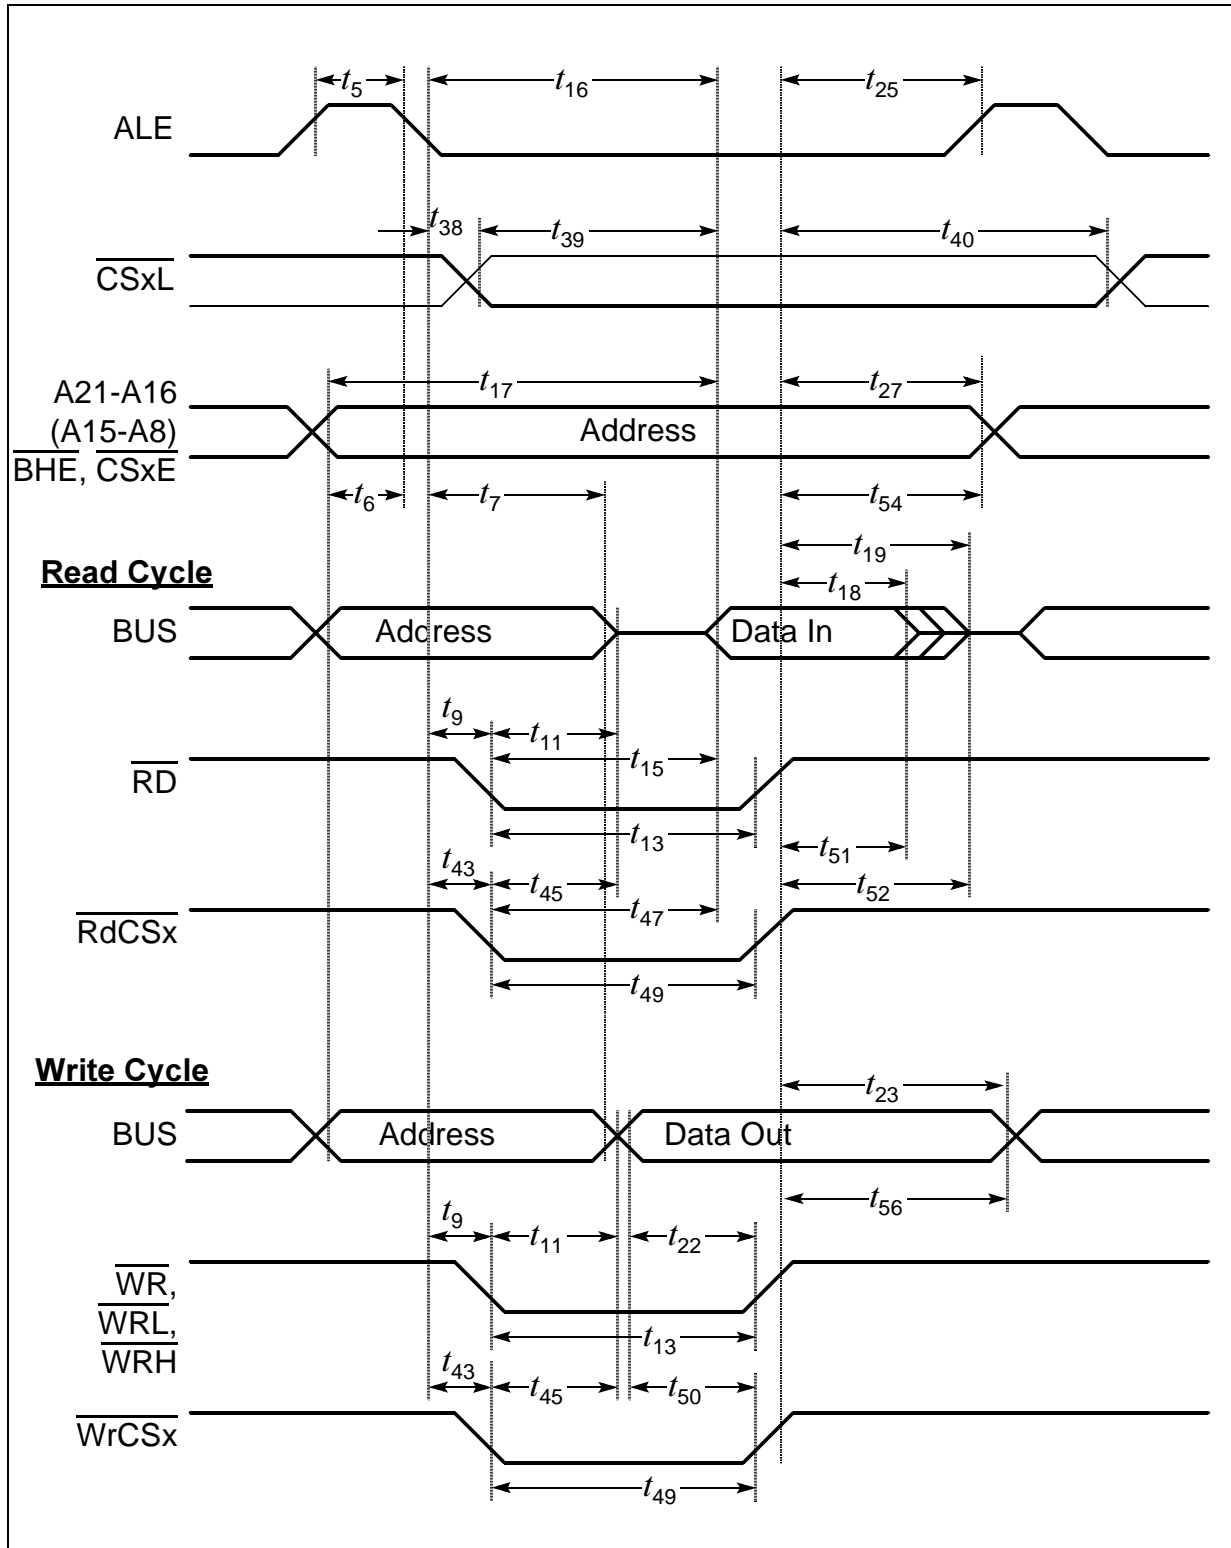 t5 t16 t25
ALE
t38 t39 t40
CSxL
A21-A16
(A15-A8)
BHE, CSxE
t17 t27
Address
t6 t7 t54
t19
Read Cycle
t18
BUS Address Data In
t9 t11
t15
RD
t13
t51
t43 t45 t52
t47
RdCSx
t49
Write Cycle
t23
BUS Address Data Out
t56
t9 t11 t22
WR,
WRL,
WRH
t13
t43 t45 t50
WrCSx
t49